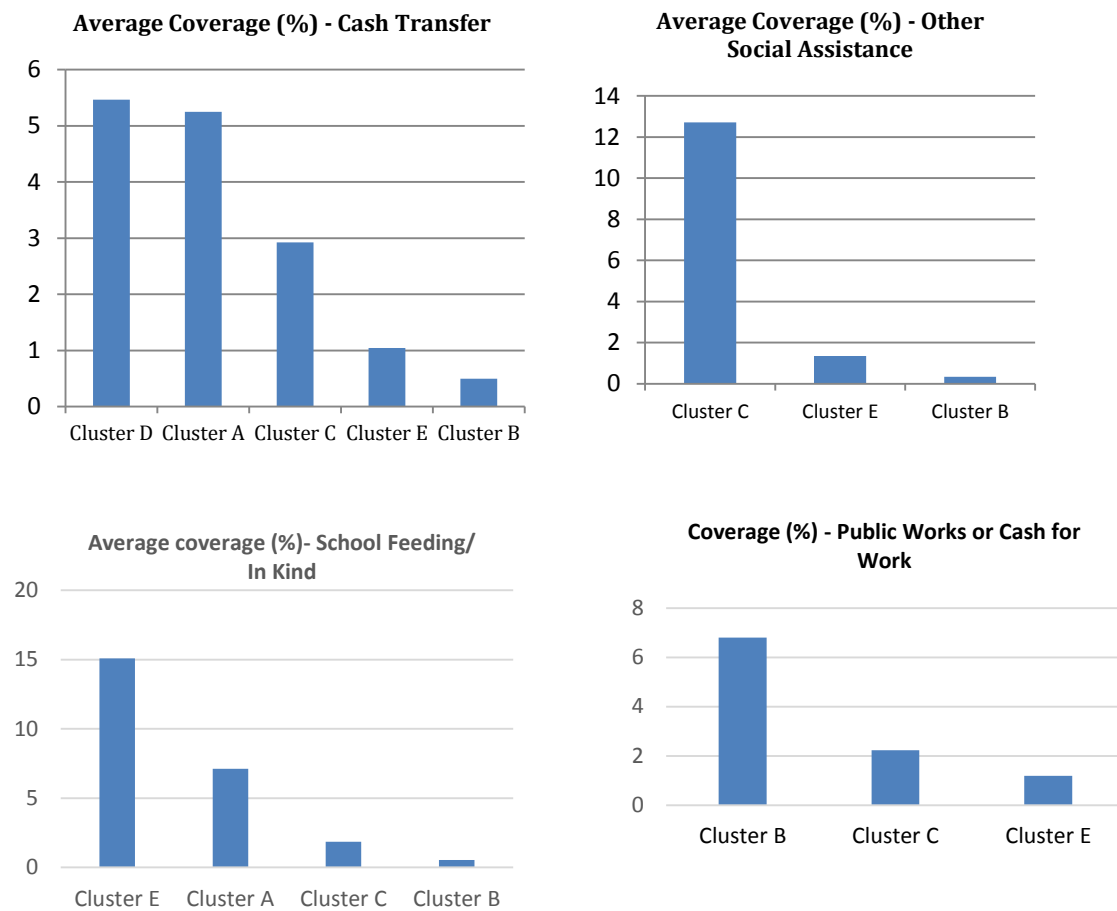 Average Coverage (%) - Cash Transfer
6
5
4
3
2
1
0
Cluster D Cluster A Cluster C Cluster E Cluster B
Average Coverage (%) - Other
Social Assistance
14
12
10
8
6
4
2
0
Cluster C Cluster E Cluster B
Average coverage (%)- School Feeding/
In Kind
20
15
10
5
0
Cluster E Cluster A Cluster C Cluster B
Coverage (%) - Public Works or Cash for
Work
8
6
4
2
0
Cluster B Cluster C Cluster E